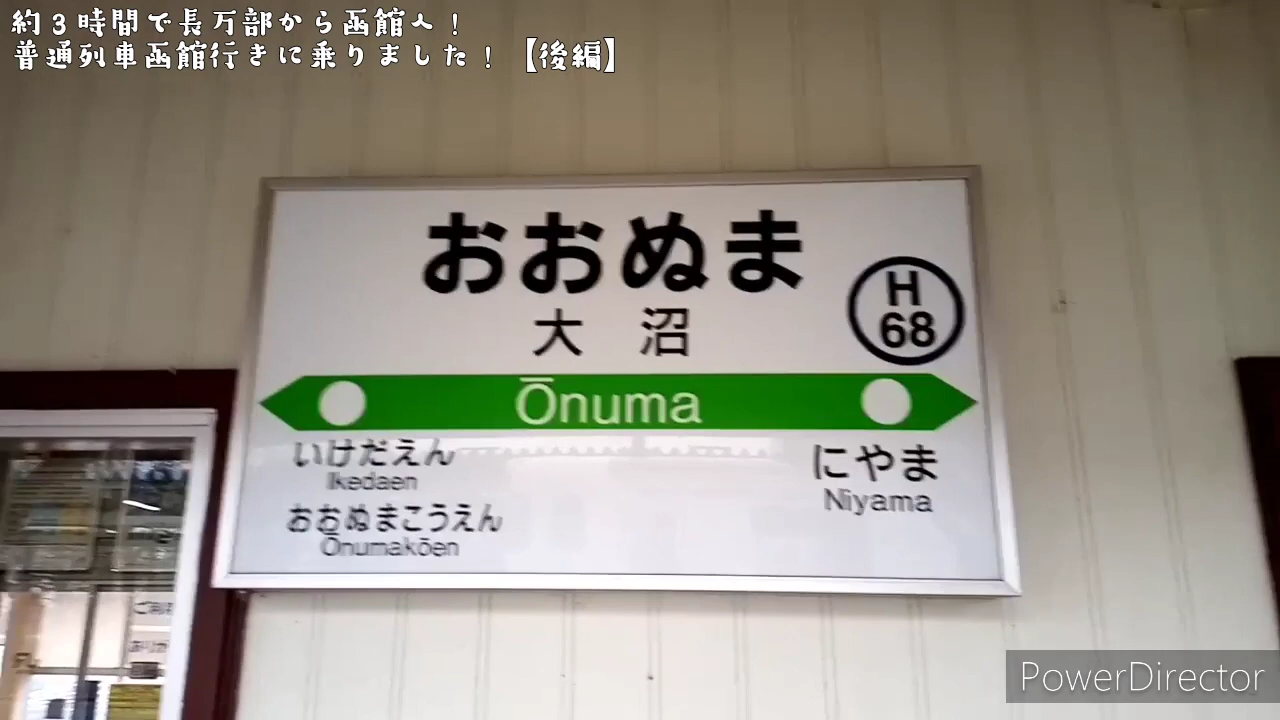 約３時間で長万部から函館へ！
普通列車函館行きに乗りました！【後編】
おおぬま
大沼
H
68
Ōnuma
いけだえん
Ikedaen
おおぬまこうえん
Ōnumakōen
にやま
Niyama
PowerDirector